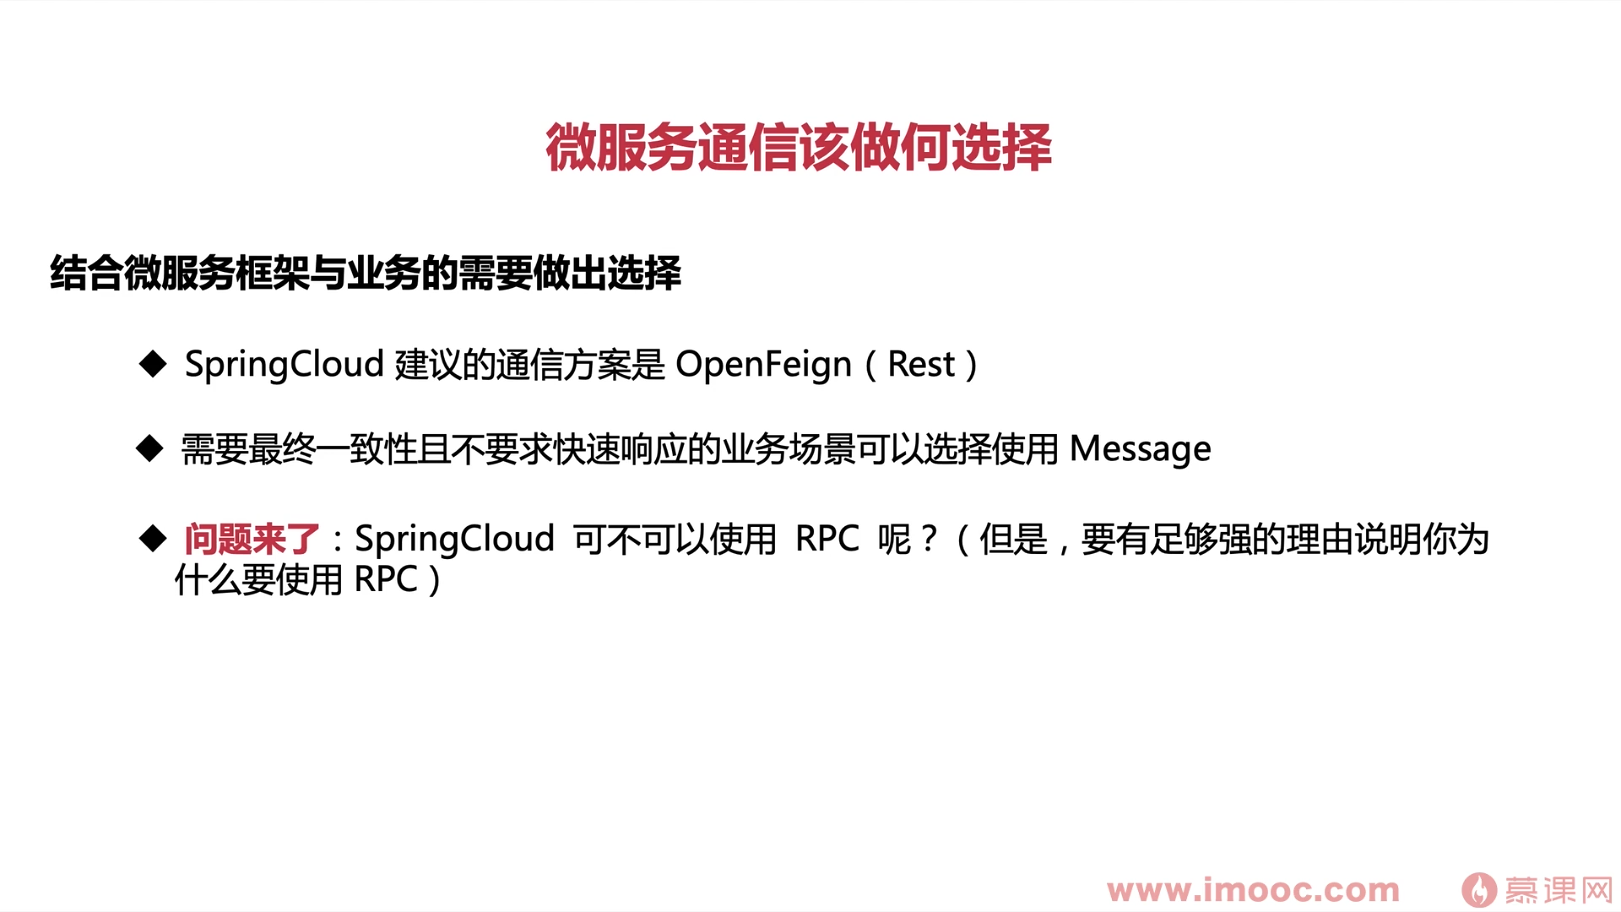 微服务通信该做何选择
结合微服务框架与业务的需要做出选择
◆ SpringCloud 建议的通信方案是 OpenFeign（Rest）
◆ 需要最终一致性且不要求快速响应的业务场景可以选择使用 Message
◆ 问题来了：SpringCloud 可不可以使用 RPC 呢？（但是，要有足够强的理由说明你为
什么要使用 RPC）
www.imooc.com 慕课网